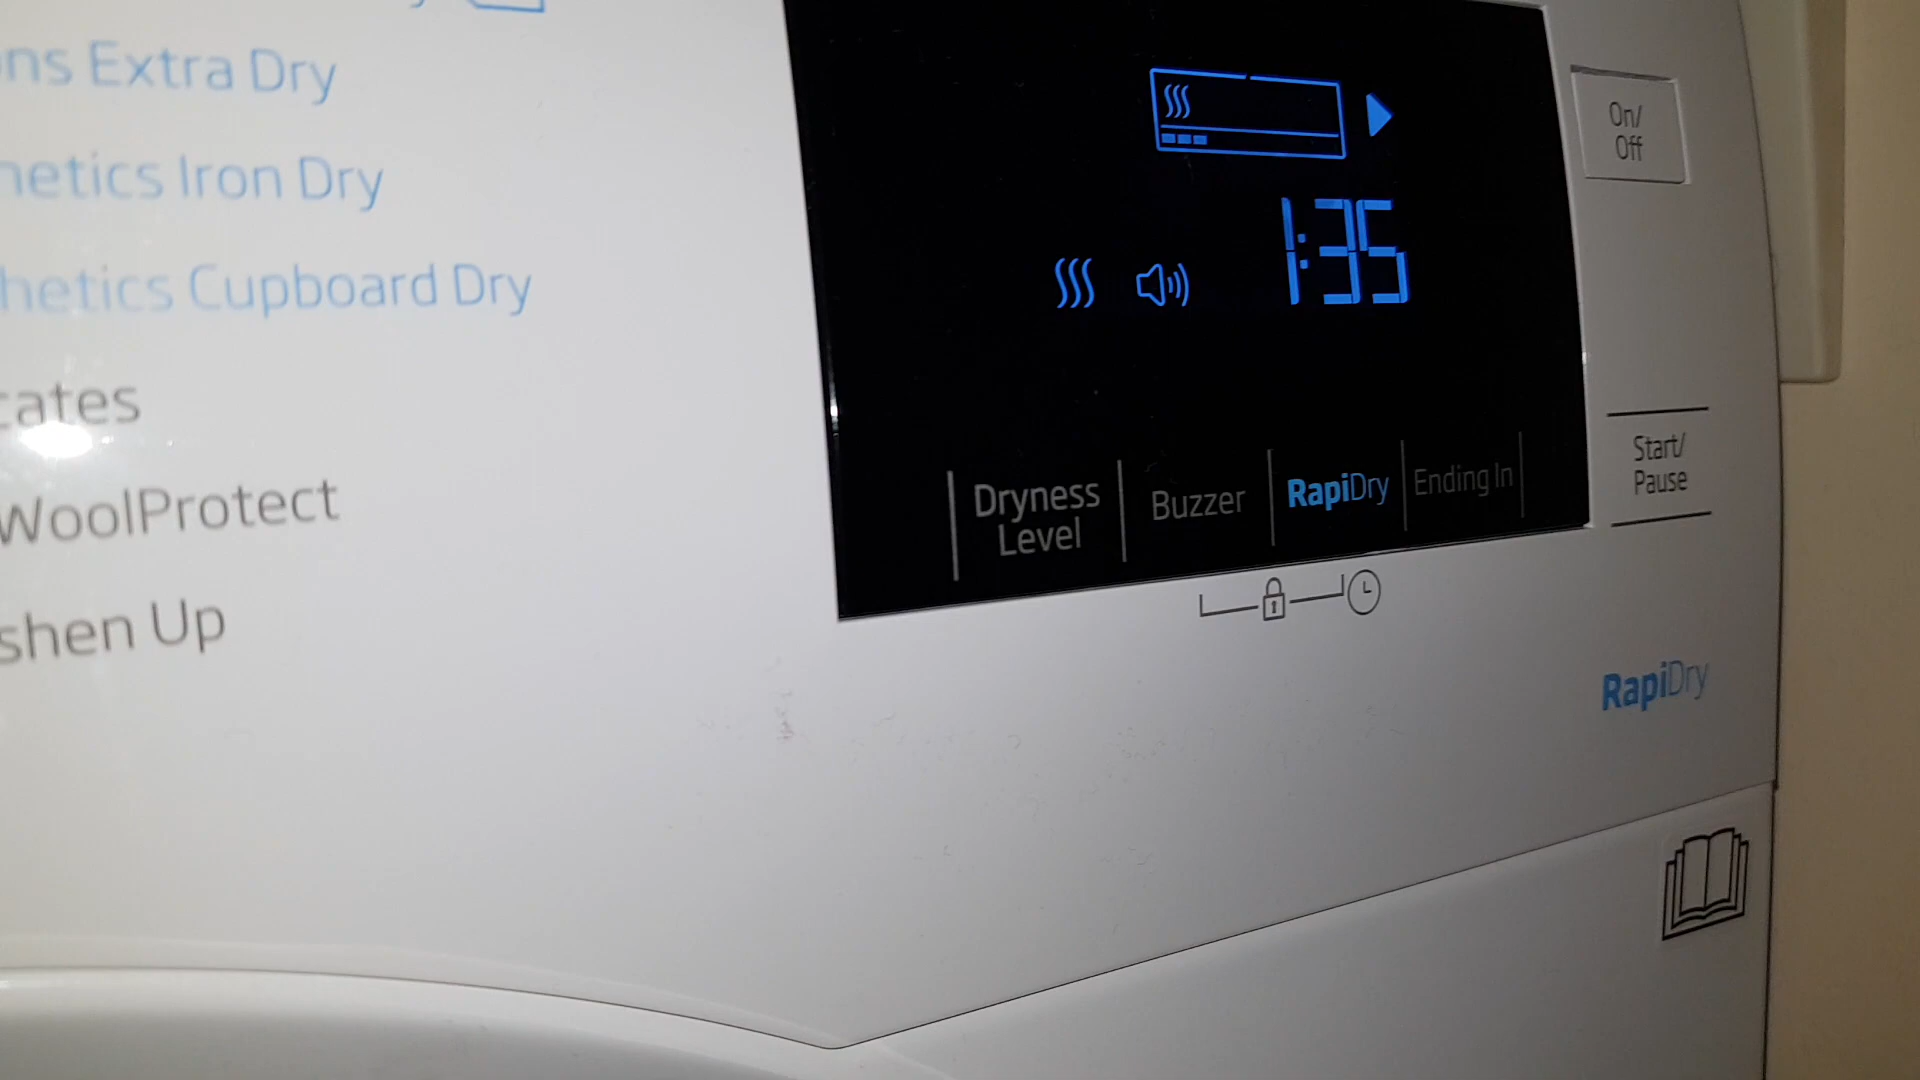 ns Extra Dry
hetics Iron Dry
hetics Cupboard Dry
cates
WoolProtect
shen Up
1:35
Dryness
Level
Buzzer
RapiDry
Ending In
On/
Off
Start/
Pause
RapiDry